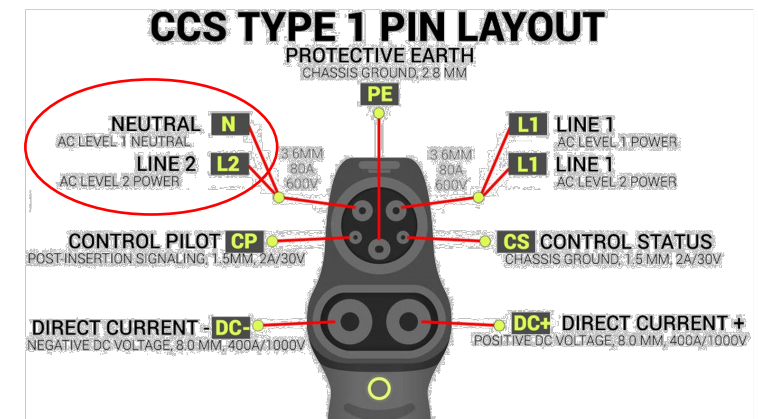 CCS TYPE 1 PIN LAYOUT
PROTECTIVE EARTH
CHASSIS GROUND, 2.8 MM
PE
NEUTRAL N
AC LEVEL 1 NEUTRAL
LINE 2 L2
AC LEVEL 2 POWER
3.6MM
80A
600V
3.6MM
80A
600V
L1 LINE 1
AC LEVEL 1 POWER
L1 LINE 1
AC LEVEL 2 POWER
CONTROL PILOT CP
POST-INSERTION SIGNALING, 1.5MM, 2A/30V
CS CONTROL STATUS
CHASSIS GROUND, 1.5 MM, 2A/30V
DIRECT CURRENT - DC-
NEGATIVE DC VOLTAGE, 8.0 MM, 400A/1000V
DC+ DIRECT CURRENT +
POSITIVE DC VOLTAGE, 8.0 MM, 400A/1000V